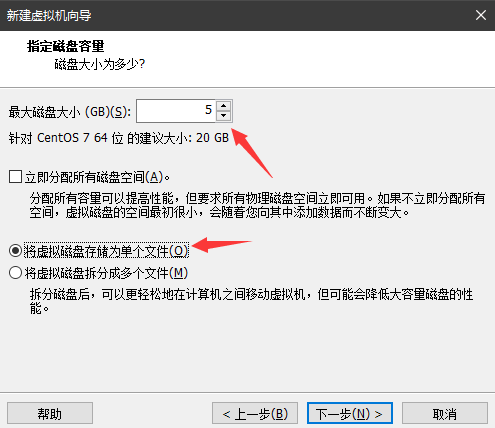 新建虚拟机向导
指定磁盘容量
磁盘大小为多少?
最大磁盘大小 (GB)(S):
5
针对 CentOS 7 64 位 的建议大小: 20 GB
立即分配所有磁盘空间(A)。
分配所有容量可以提高性能，但要求所有物理磁盘空间立即可用。如果不立即分配所有
空间，虚拟磁盘的空间最初很小，会随着您向其中添加数据而不断变大。
将虚拟磁盘存储为单个文件(O)
将虚拟磁盘拆分成多个文件(M)
拆分磁盘后，可以更轻松地在计算机之间移动虚拟机，但可能会降低大容量磁盘的性
能。
帮助
< 上一步(B)
下一步(N) >
取消